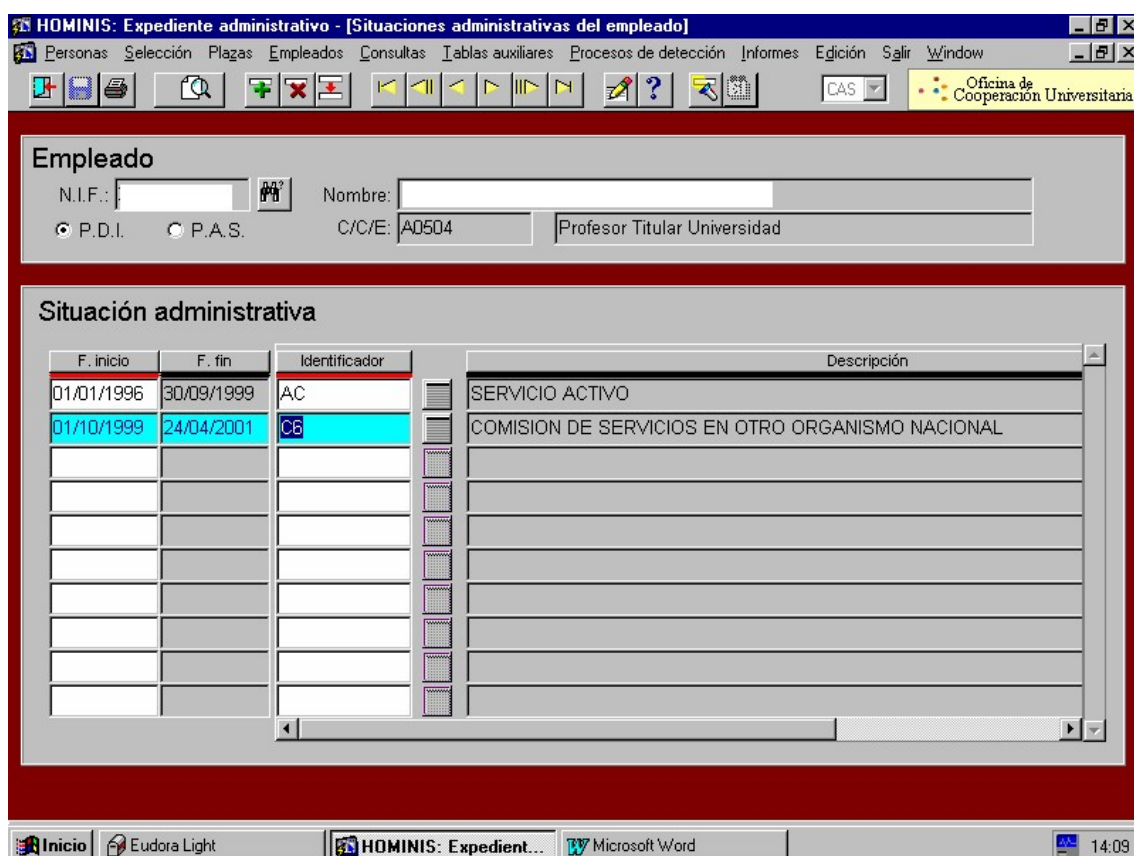 HOMINIS: Expediente administrativo - [Situaciones administrativas del empleado]
Personas Selección Plazas Empleados Consultas Tablas auxiliares Procesos de detección Informes Edición Salir Window
CAS
Oficina de
Cooperación Universitaria
Empleado
N.I.F.:
Nombre:
P.D.I. P.A.S. C/C/E: A0504 Profesor Titular Universidad
Situación administrativa
F. inicio F. fin Identificador Descripción
01/01/1996 30/09/1999 AC SERVICIO ACTIVO
01/10/1999 24/04/2001 C6 COMISION DE SERVICIOS EN OTRO ORGANISMO NACIONAL
Inicio Eudora Light HOMINIS: Expedient... Microsoft Word 14:09